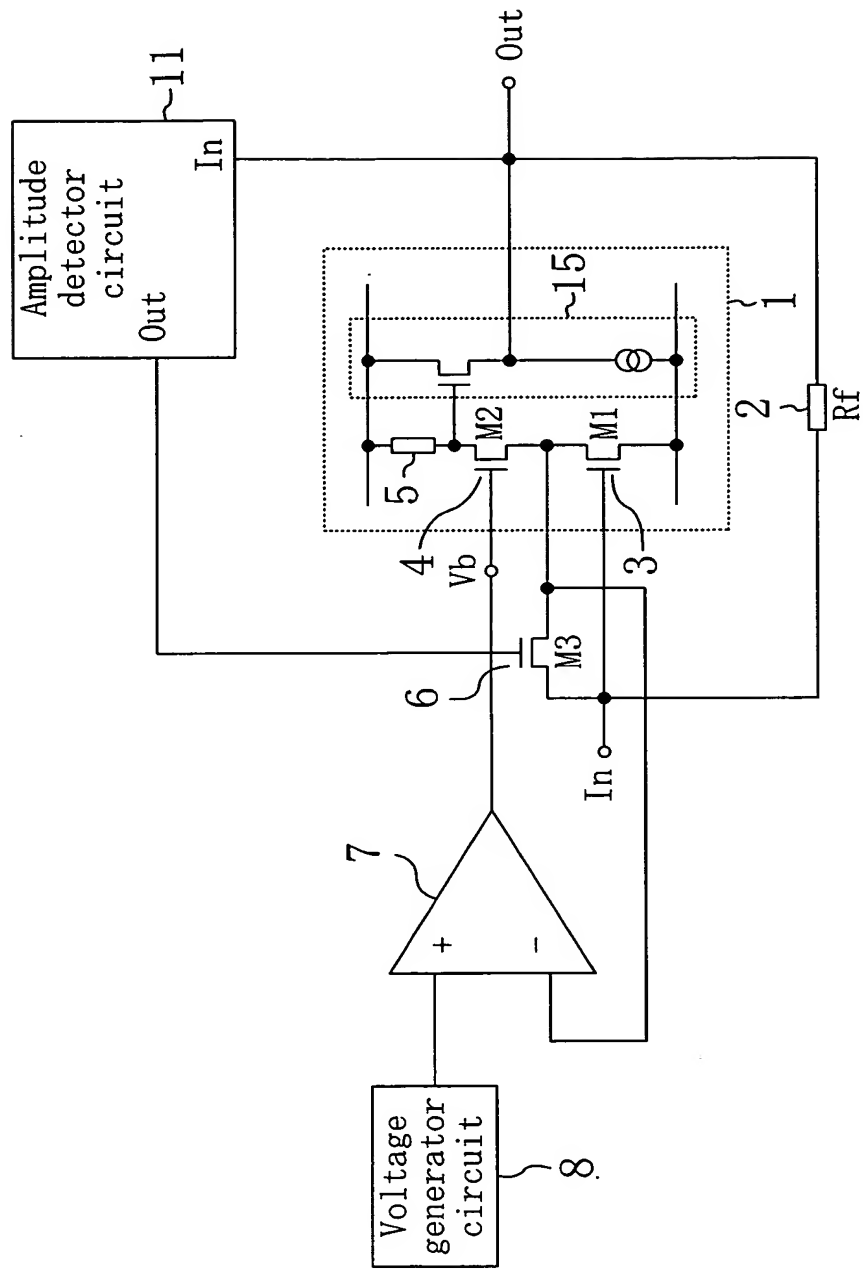 Amplitude
detector
circuit
Out
In
11
Out
15
1
5
M2
4
Vb
M1
3
2
Rf
6
M3
In
7
+
-
Voltage
generator
circuit
8